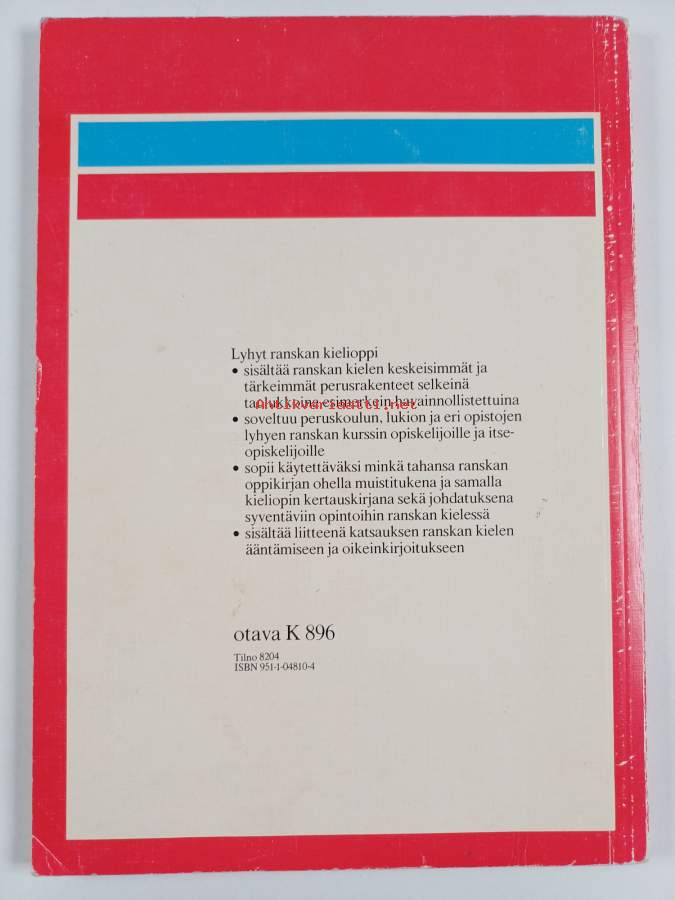 Lyhyt ranskan kielioppi
• sisältää ranskan kielen keskeisimmät ja
tärkeimmät perusrakenteet selkeinä
taulukkoina esimerkein havainnollistettuina
Antikvariaatti.net
• soveltuu peruskoulun, lukion ja eri opistojen
lyhyen ranskan kurssin opiskelijoille ja itse-
opiskelijoille
• sopii käytettäväksi minkä tahansa ranskan
oppikirjan ohella muistitukena ja samalla
kieliopin kertauskirjana sekä johdatuksena
syventäviin opintoihin ranskan kielessä
• sisältää liitteenä katsauksen ranskan kielen
ääntämiseen ja oikeinkirjoitukseen
otava K 896
Tilno 8204
ISBN 951-1-04810-4